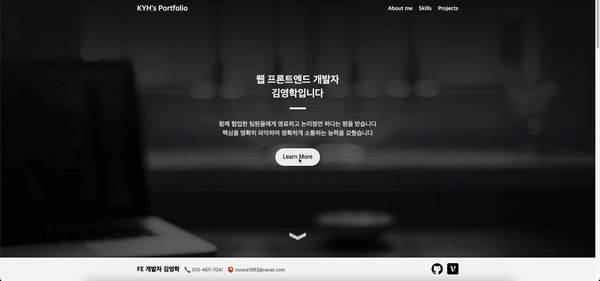 KYH's Portfolio
About me Skills Projects
웹 프론트엔드 개발자
김영학입니다
함께 협업한 팀원들에게 명료하고 논리정연 하다는 평을 받습니다
핵심을 명확히 파악하며 명확하게 소통하는 능력을 갖췄습니다
Learn More
FE 개발자 김영학 010-4611-7041 novice1993@naver.com